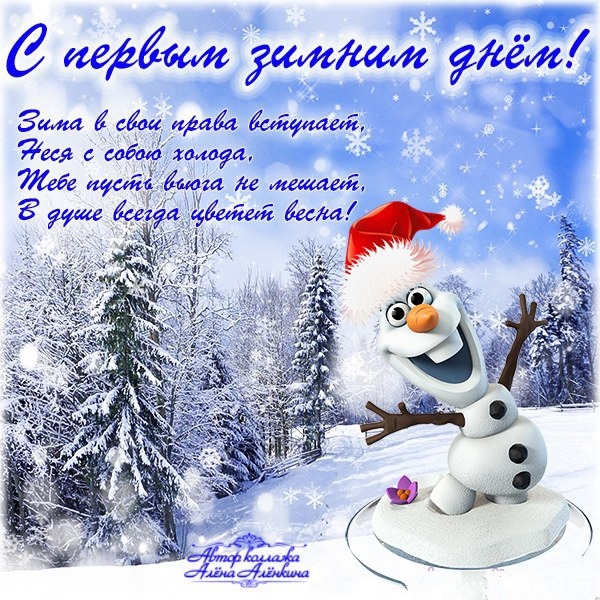 С первым зимним днём!
Зима в свои права вступает,
Неся с собою холода,
Тебе пусть вьюга не мешает,
В душе всегда цветет весна!
Автор коллажа
Алёна Алёнкина